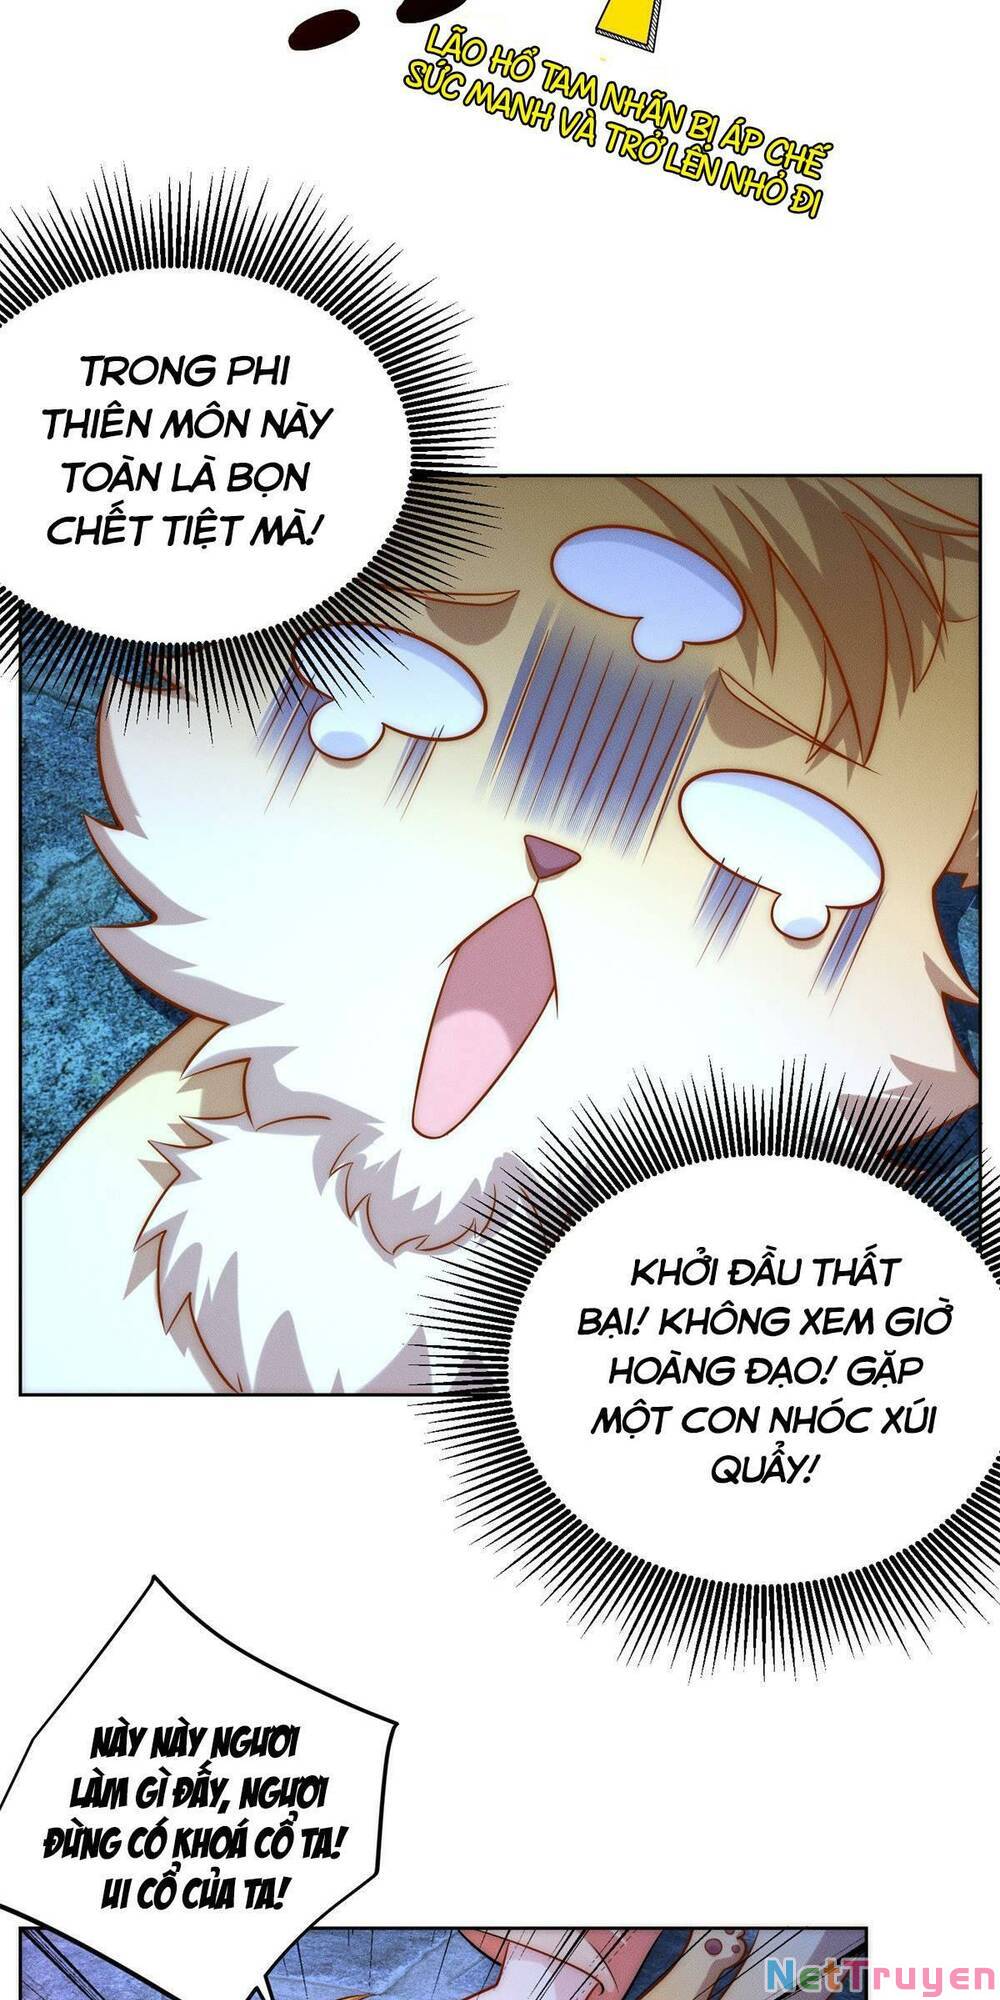 LÃO HỔ TAM NHÃN BỊ ÁP CHẾ
SỨC MẠNH VÀ TRỞ LÊN NHỎ ĐI
TRONG PHI
THIÊN MÔN NÀY
TOÀN LÀ BỌN
CHẾT TIỆT MÀ!
KHỞI ĐẦU THẤT
BẠI! KHÔNG XEM GIỜ
HOÀNG ĐẠO! GẶP
MỘT CON NHÓC XÚI
QUẨY!
NÀY NÀY NGƯƠI
LÀM GÌ ĐẤY, NGƯƠI
ĐỪNG CÓ KHOÁ CỔ TA!
UI CỔ CỦA TA!
NetTruyen